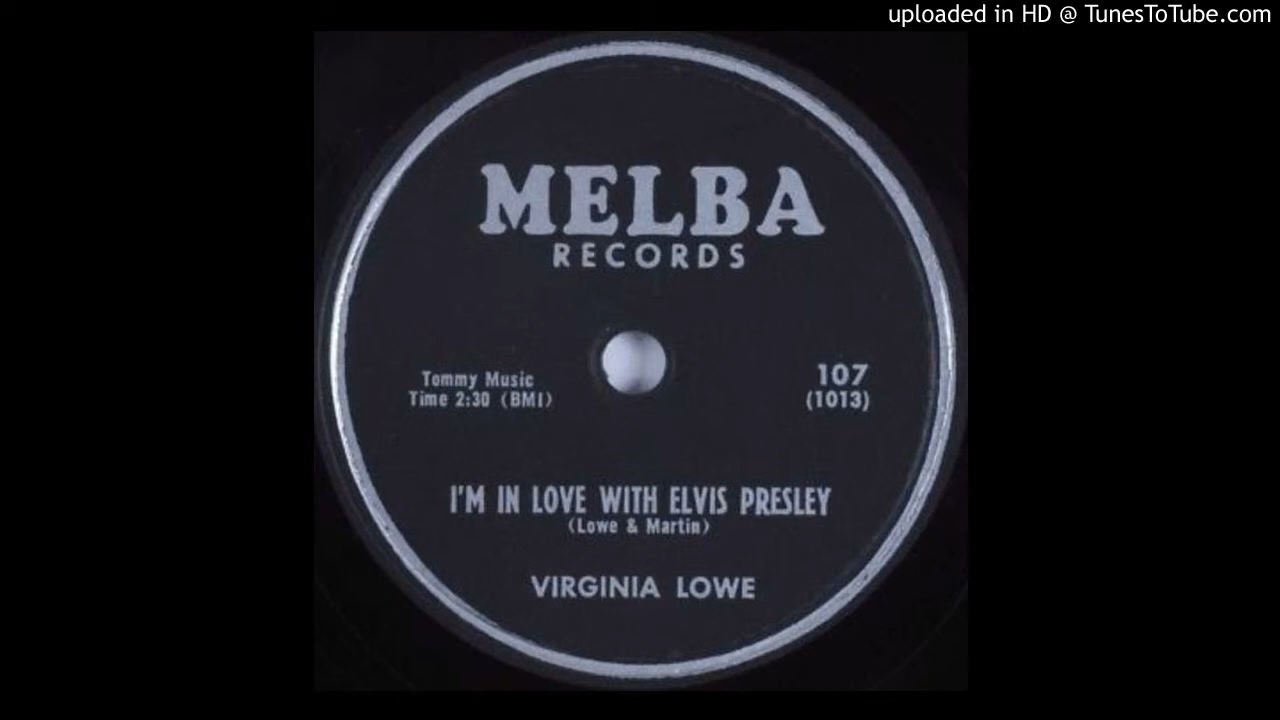 uploaded in HD @ TunesToTube.com
MELBA
RECORDS
Tommy Music
Time 2:30 (BMI)
107
(1013)
I'M IN LOVE WITH ELVIS PRESLEY
(Lowe & Martin)
VIRGINIA LOWE